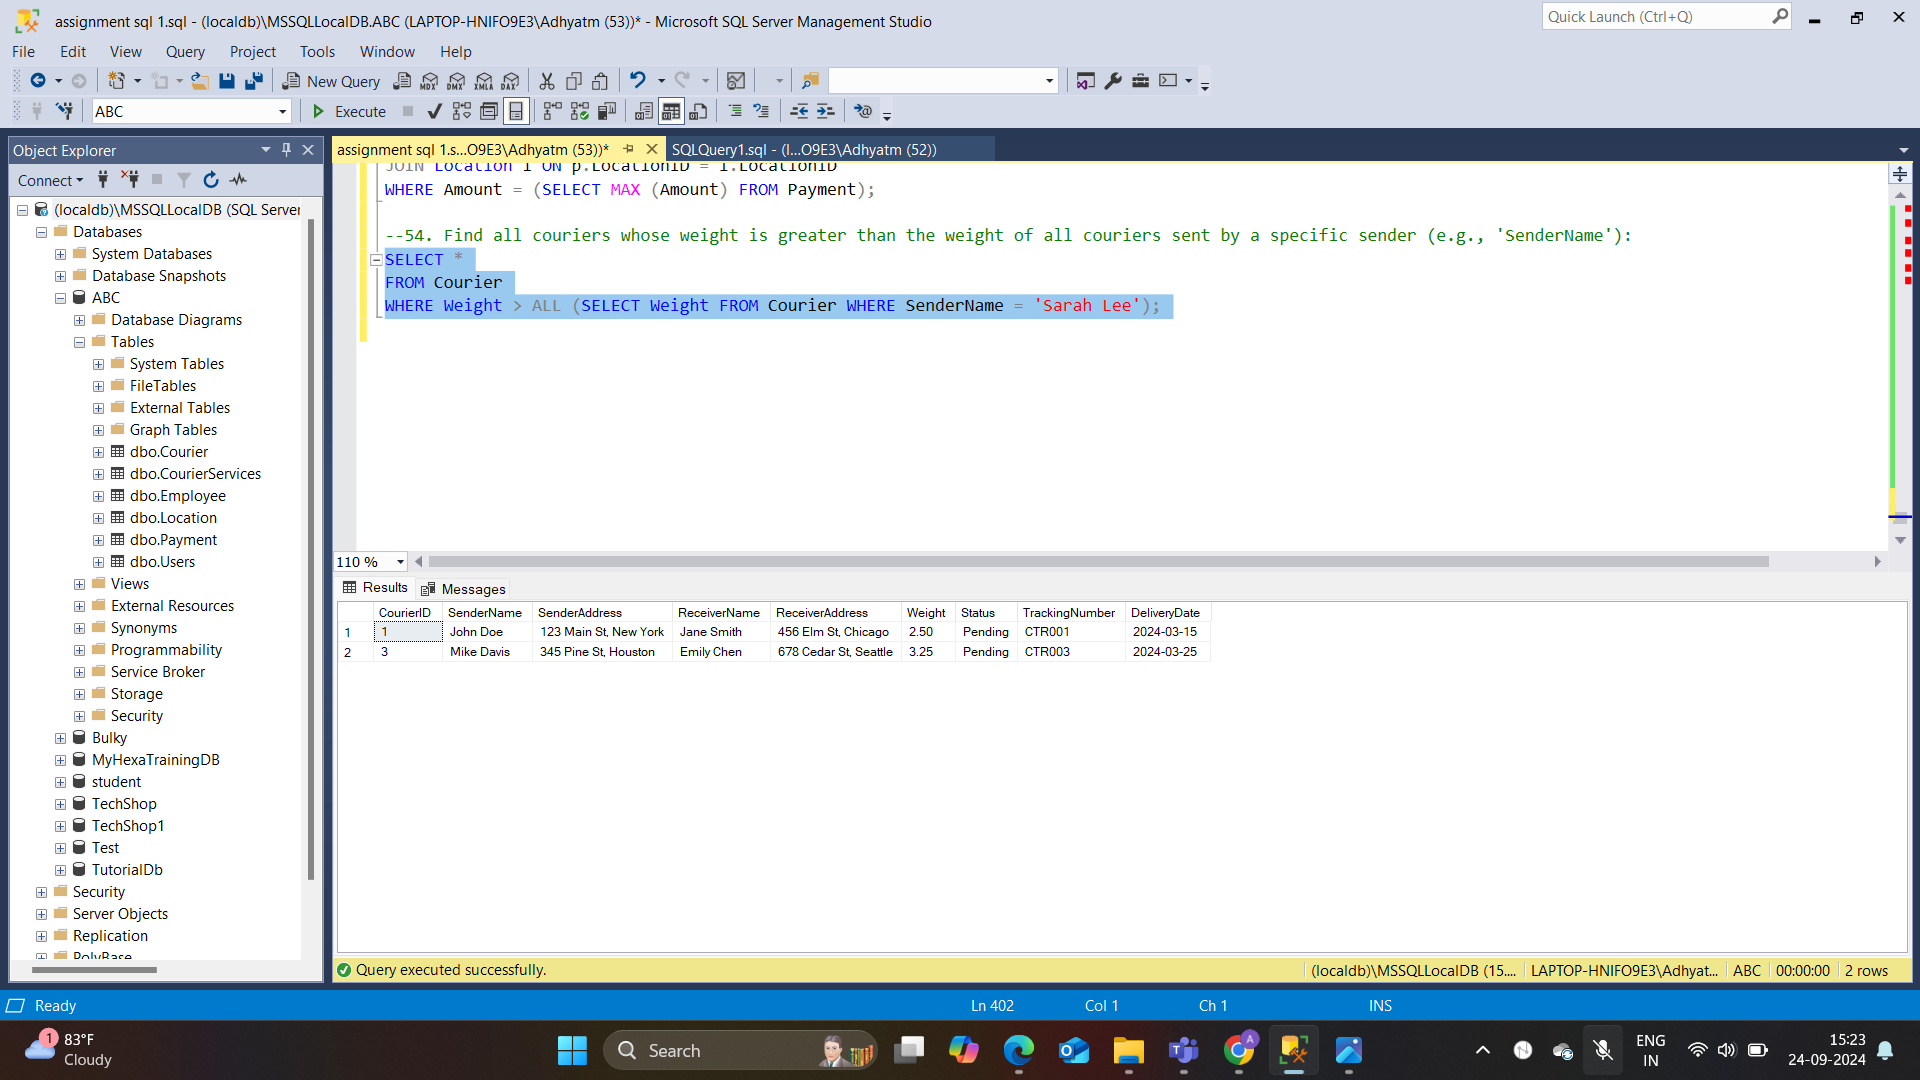 assignment sql 1.sql - (localdb)\MSSQLLocalDB.ABC (LAPTOP-HNIFO9E3\Adhyatm (53))* - Microsoft SQL Server Management Studio
Quick Launch (Ctrl+Q)
File Edit View Query Project Tools Window Help
New Query MDX DMX XMLA DAX
ABC Execute
Object Explorer
Connect
(localdb)\MSSQLLocalDB (SQL Server
Databases
System Databases
Database Snapshots
ABC
Database Diagrams
Tables
System Tables
FileTables
External Tables
Graph Tables
dbo.Courier
dbo.CourierServices
dbo.Employee
dbo.Location
dbo.Payment
dbo.Users
Views
External Resources
Synonyms
Programmability
Service Broker
Storage
Security
Bulky
MyHexaTrainingDB
student
TechShop
TechShop1
Test
TutorialDb
Security
Server Objects
Replication
PolyBase
assignment sql 1.s...O9E3\Adhyatm (53))* SQLQuery1.sql - (l...O9E3\Adhyatm (52))
JOIN Location l ON p.LocationID = l.LocationID
WHERE Amount = (SELECT MAX (Amount) FROM Payment);
--54. Find all couriers whose weight is greater than the weight of all couriers sent by a specific sender (e.g., 'SenderName'):
SELECT *
FROM Courier
WHERE Weight > ALL (SELECT Weight FROM Courier WHERE SenderName = 'Sarah Lee');
110 %
Results Messages
CourierID SenderName SenderAddress ReceiverName ReceiverAddress Weight Status TrackingNumber DeliveryDate
1 1 John Doe 123 Main St, New York Jane Smith 456 Elm St, Chicago 2.50 Pending CTR001 2024-03-15
2 3 Mike Davis 345 Pine St, Houston Emily Chen 678 Cedar St, Seattle 3.25 Pending CTR003 2024-03-25
Query executed successfully. (localdb)\MSSQLLocalDB (15.... LAPTOP-HNIFO9E3\Adhyat... ABC 00:00:00 2 rows
Ready Ln 402 Col 1 Ch 1 INS
1 83°F
Cloudy
Search
A
ENG
IN
15:23
24-09-2024